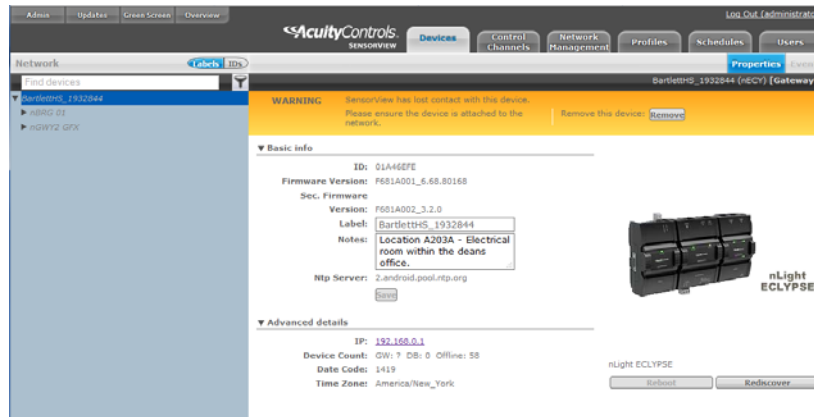 Admin Updates Green Screen Overview
Log Out (administrato
AcuityControls.
SENSORVIEW
Devices
Control Channels
Network Management
Profiles
Schedules
Users
Network
Labels IDs
Properties Even
Find devices
BartlettHS_1932844 (nECY) [Gateway
BartlettHS_1932844
nBRG 01
nGWY2 GFX
WARNING
SensorView has lost contact with this device.
Please ensure the device is attached to the
network.
Remove this device: Remove
Basic info
ID: 01A46EFE
Firmware Version: F681A001_6.68.80168
Sec. Firmware
Version: F681A002_3.2.0
Label: BartlettHS_1932844
Notes: Location A203A - Electrical
room within the deans
office.
Ntp Server: 2.android.pool.ntp.org
Save
nLight
ECLYPSE
Advanced details
IP: 192.168.0.1
Device Count: GW: 7 DB: 0 Offline: 58
Date Code: 1419
Time Zone: America/New_York
nLight ECLYPSE
Reboot Rediscover